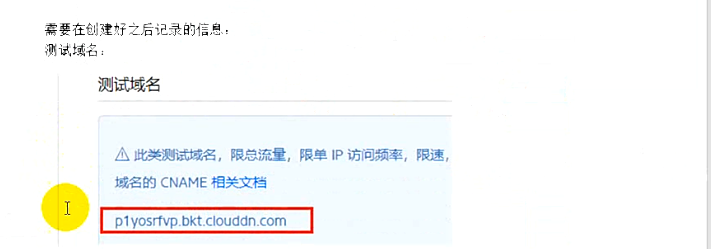 需要在创建好之后记录的信息：
测试域名：
测试域名
⚠ 此类测试域名，限总流量，限单 IP 访问频率，限速，
域名的 CNAME 相关文档
p1yosrfvp.bkt.clouddn.com